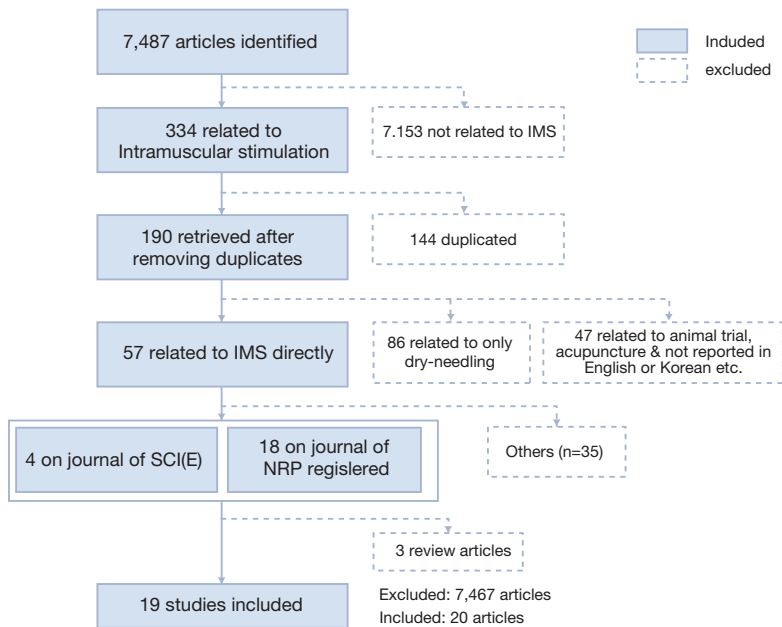 7,487 articles identified
Induded
excluded
334 related to
Intramuscular stimulation
7.153 not related to IMS
190 retrieved after
removing duplicates
144 duplicated
57 related to IMS directly
86 related to only
dry-needling
47 related to animal trial,
acupuncture & not reported in
English or Korean etc.
4 on journal of SCI(E)
18 on journal of
NRP regislered
Others (n=35)
3 review articles
19 studies included
Excluded: 7,467 articles
Included: 20 articles